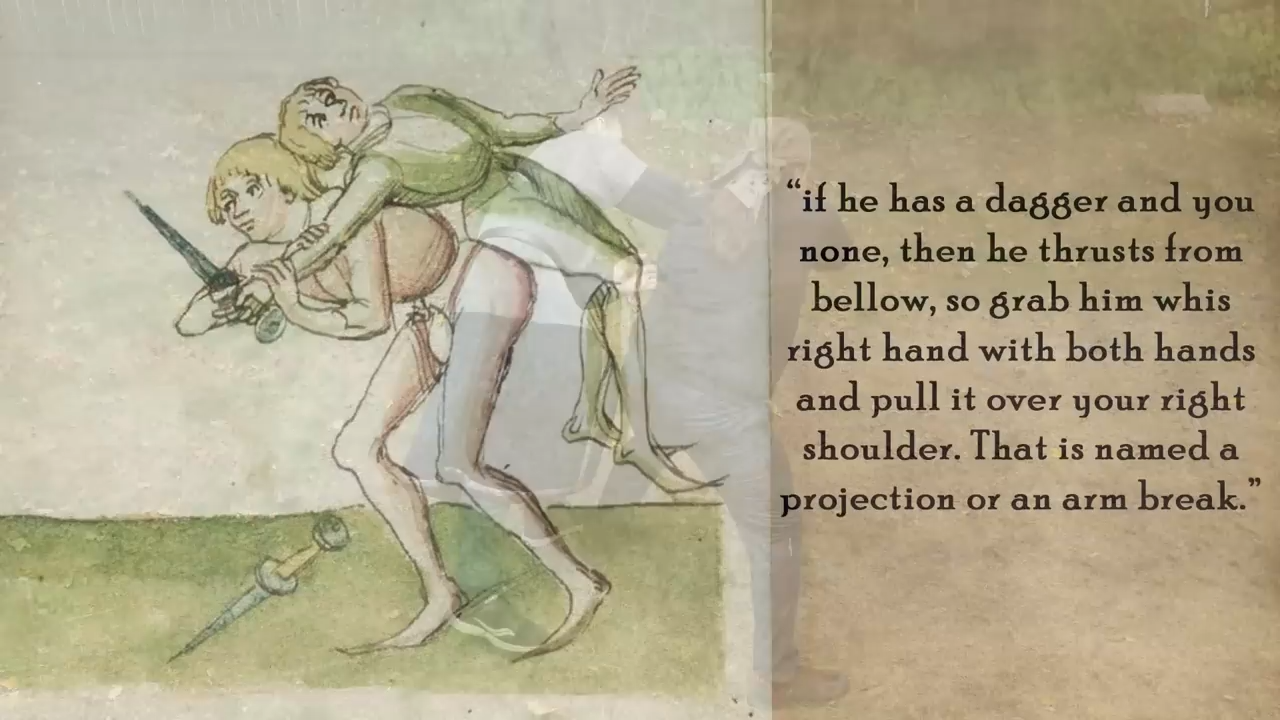 “if he has a dagger and you
none, then he thrusts from
bellow, so grab him whis
right hand with both hands
and pull it over your right
shoulder. That is named a
projection or an arm break.”